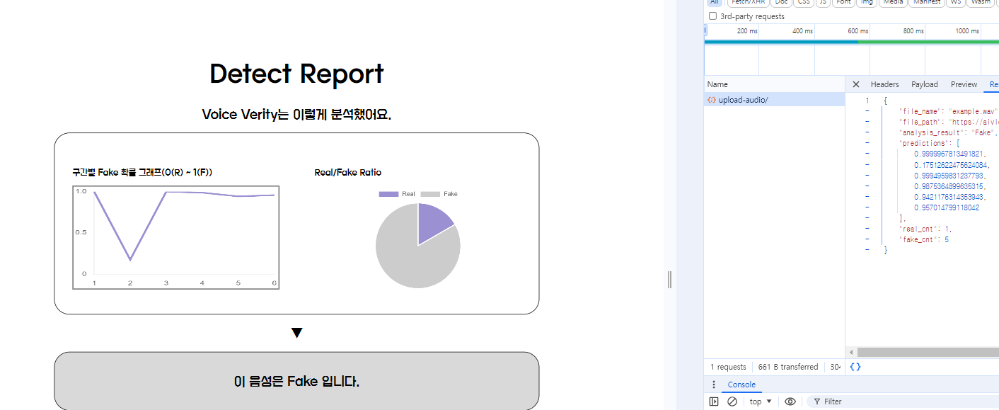 Detect Report
Voice Verity는 이렇게 분석했어요.
구간별 Fake 확률 그래프(0(R) ~ 1(F))
1.0
0.5
0
1 2 3 4 5 6
Real/Fake Ratio
Real Fake
▼
이 음성은 Fake 입니다.
All Fetch/XHR Doc CSS JS Font Img Media Manifest WS Wasm
3rd-party requests
200 ms 400 ms 600 ms 800 ms 1000 ms
Name
upload-audio/
Headers Payload Preview Re
1 {
- "file_name": "example.wav"
- "file_path": "https://aivl
- "analysis_result": "Fake",
- "predictions": [
- 0.9999967813491821,
- 0.17512622475624084,
- 0.9994959831237793,
- 0.9875364899635315,
- 0.9421176314353943,
- 0.957014799118042
- ],
- "real_cnt": 1,
- "fake_cnt": 5
- }
1 requests 661 B transferred 304
{}
Console
top ▼ Filter